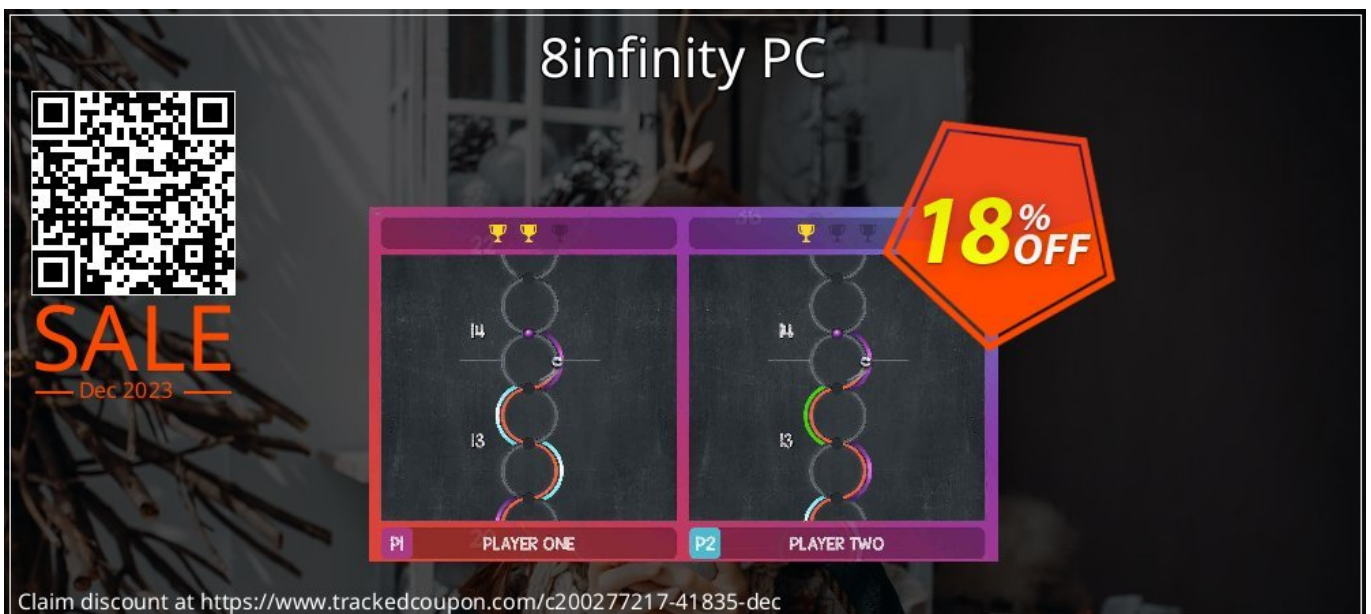 8infinity PC
18% OFF
SALE
Dec 2023
14
14
13
13
P1 PLAYER ONE
P2 PLAYER TWO
Claim discount at https://www.trackedcoupon.com/c200277217-41835-dec